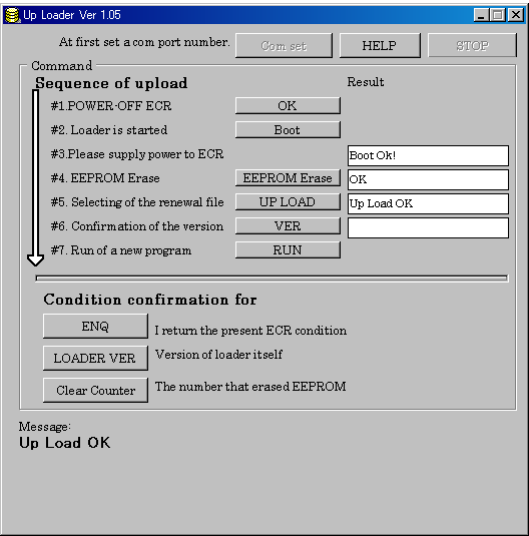 Up Loader Ver 1.05
At first set a com port number. Com set HELP STOP
Command
Sequence of upload Result
#1.POWER-OFF ECR OK
#2. Loader is started Boot
#3.Please supply power to ECR Boot Ok!
#4. EEPROM Erase EEPROM Erase OK
#5. Selecting of the renewal file UP LOAD Up Load OK
#6. Confirmation of the version VER
#7. Run of a new program RUN
Condition confirmation for
ENQ I return the present ECR condition
LOADER VER Version of loader itself
Clear Counter The number that erased EEPROM
Message:
Up Load OK